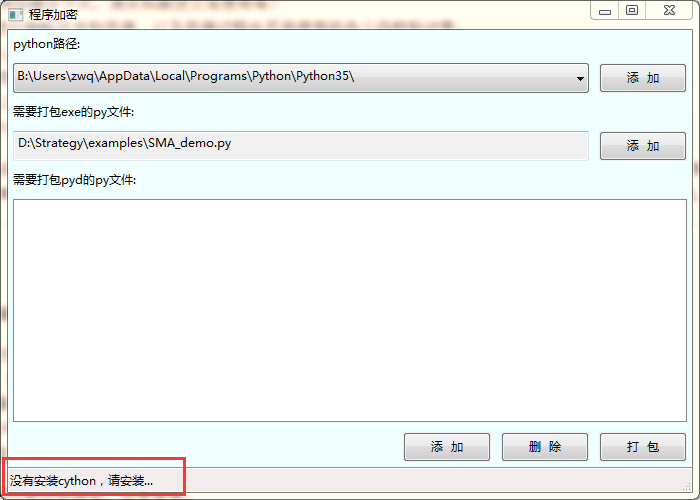 程序加密
python路径:
B:\Users\zwq\AppData\Local\Programs\Python\Python35\
添 加
需要打包exe的py文件:
D:\Strategy\examples\SMA_demo.py
添 加
需要打包pyd的py文件:
添 加
删 除
打 包
没有安装cython，请安装...